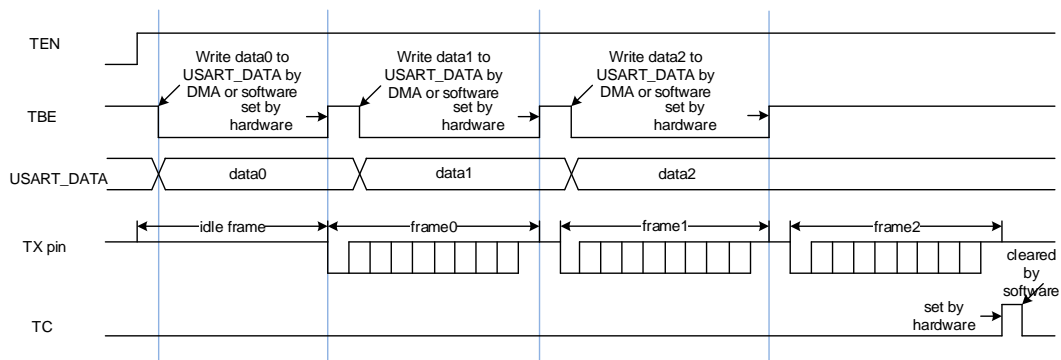 TEN
Write data0 to
USART_DATA by
DMA or software
Write data1 to
USART_DATA by
DMA or software
Write data2 to
USART_DATA by
DMA or software
TBE
set by
hardware
set by
hardware
set by
hardware
USART_DATA
data0
data1
data2
idle frame
frame0
frame1
frame2
TX pin
cleared
by
software
TC
set by
hardware